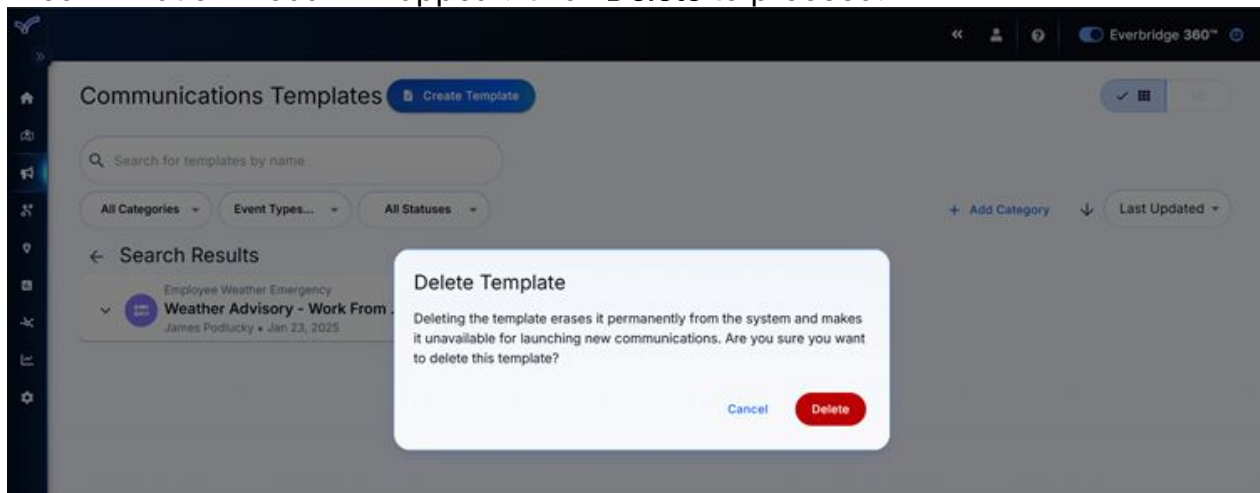 Everbridge 360™
Communications Templates
Create Template
Search for templates by name
All Categories
Event Types...
All Statuses
+ Add Category
Last Updated
Search Results
Employee Weather Emergency
Weather Advisory - Work From .
James Podlucky • Jan 23, 2025
Delete Template
Deleting the template erases it permanently from the system and makes
it unavailable for launching new communications. Are you sure you want
to delete this template?
Cancel
Delete